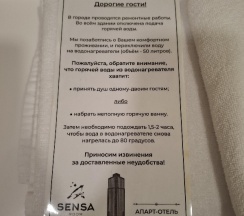 Дорогие гости!
В городе проводятся ремонтные работы
Во всём здании отключена подача
горячей воды.
Мы позаботились о Вашем комфортном
проживании, и переключили воду
на водонагреватели (объём - 50 литров).
Пожалуйста, обратите внимание,
что горячей воды из водонагревателя
хватит:
• принять душ одному-двоим гостям;
либо
• набрать неполную горячую ванну.
Затем необходимо подождать 1,5-2 часа,
чтобы вода в водонагревателе снова
нагрелась до 80 градусов.
Приносим извинения
за доставленные неудобства!
SENSA
АПАРТ-ОТЕЛЬ